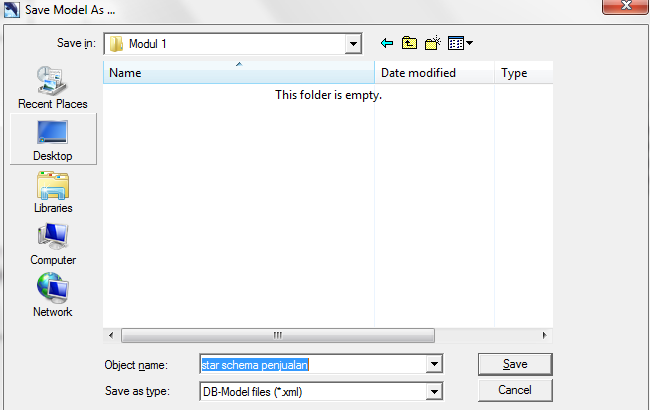 Save Model As ...
Save in: Modul 1
Name Date modified Type
This folder is empty.
Recent Places
Desktop
Libraries
Computer
Network
Object name: star schema penjualan Save
Save as type: DB-Model files (*.xml) Cancel